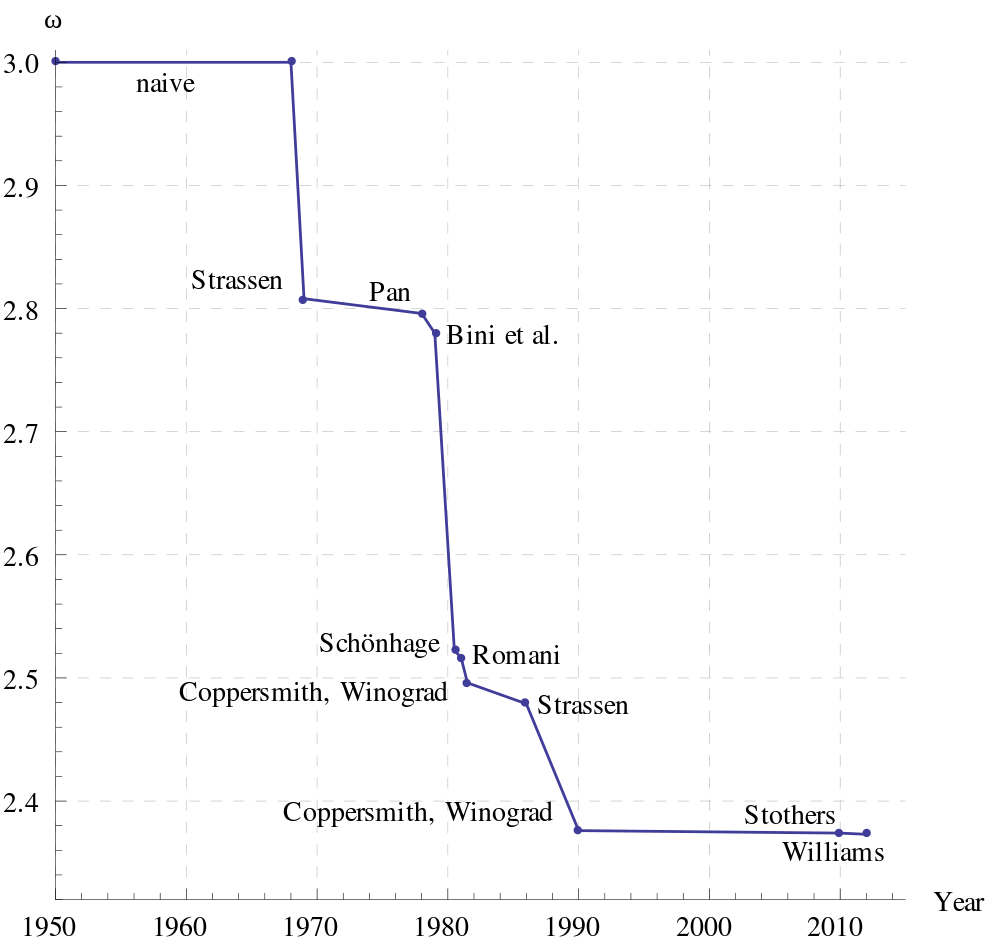 ω
3.0
naive
2.9
Strassen
Pan
2.8
Bini et al.
2.7
2.6
Schönhage
Romani
2.5
Coppersmith, Winograd
Strassen
2.4
Coppersmith, Winograd
Stothers
Williams
Year
1950 1960 1970 1980 1990 2000 2010